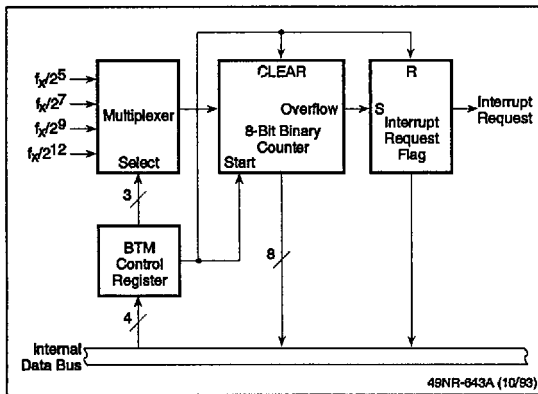 fX/2^5
fX/2^7
fX/2^9
fX/2^12
Multiplexer
Select
CLEAR
Overflow
8-Bit Binary
Counter
Start
R
S
Interrupt
Request
Flag
Interrupt
Request
3
BTM
Control
Register
8
4
Internal
Data Bus
49NR-643A (10/93)